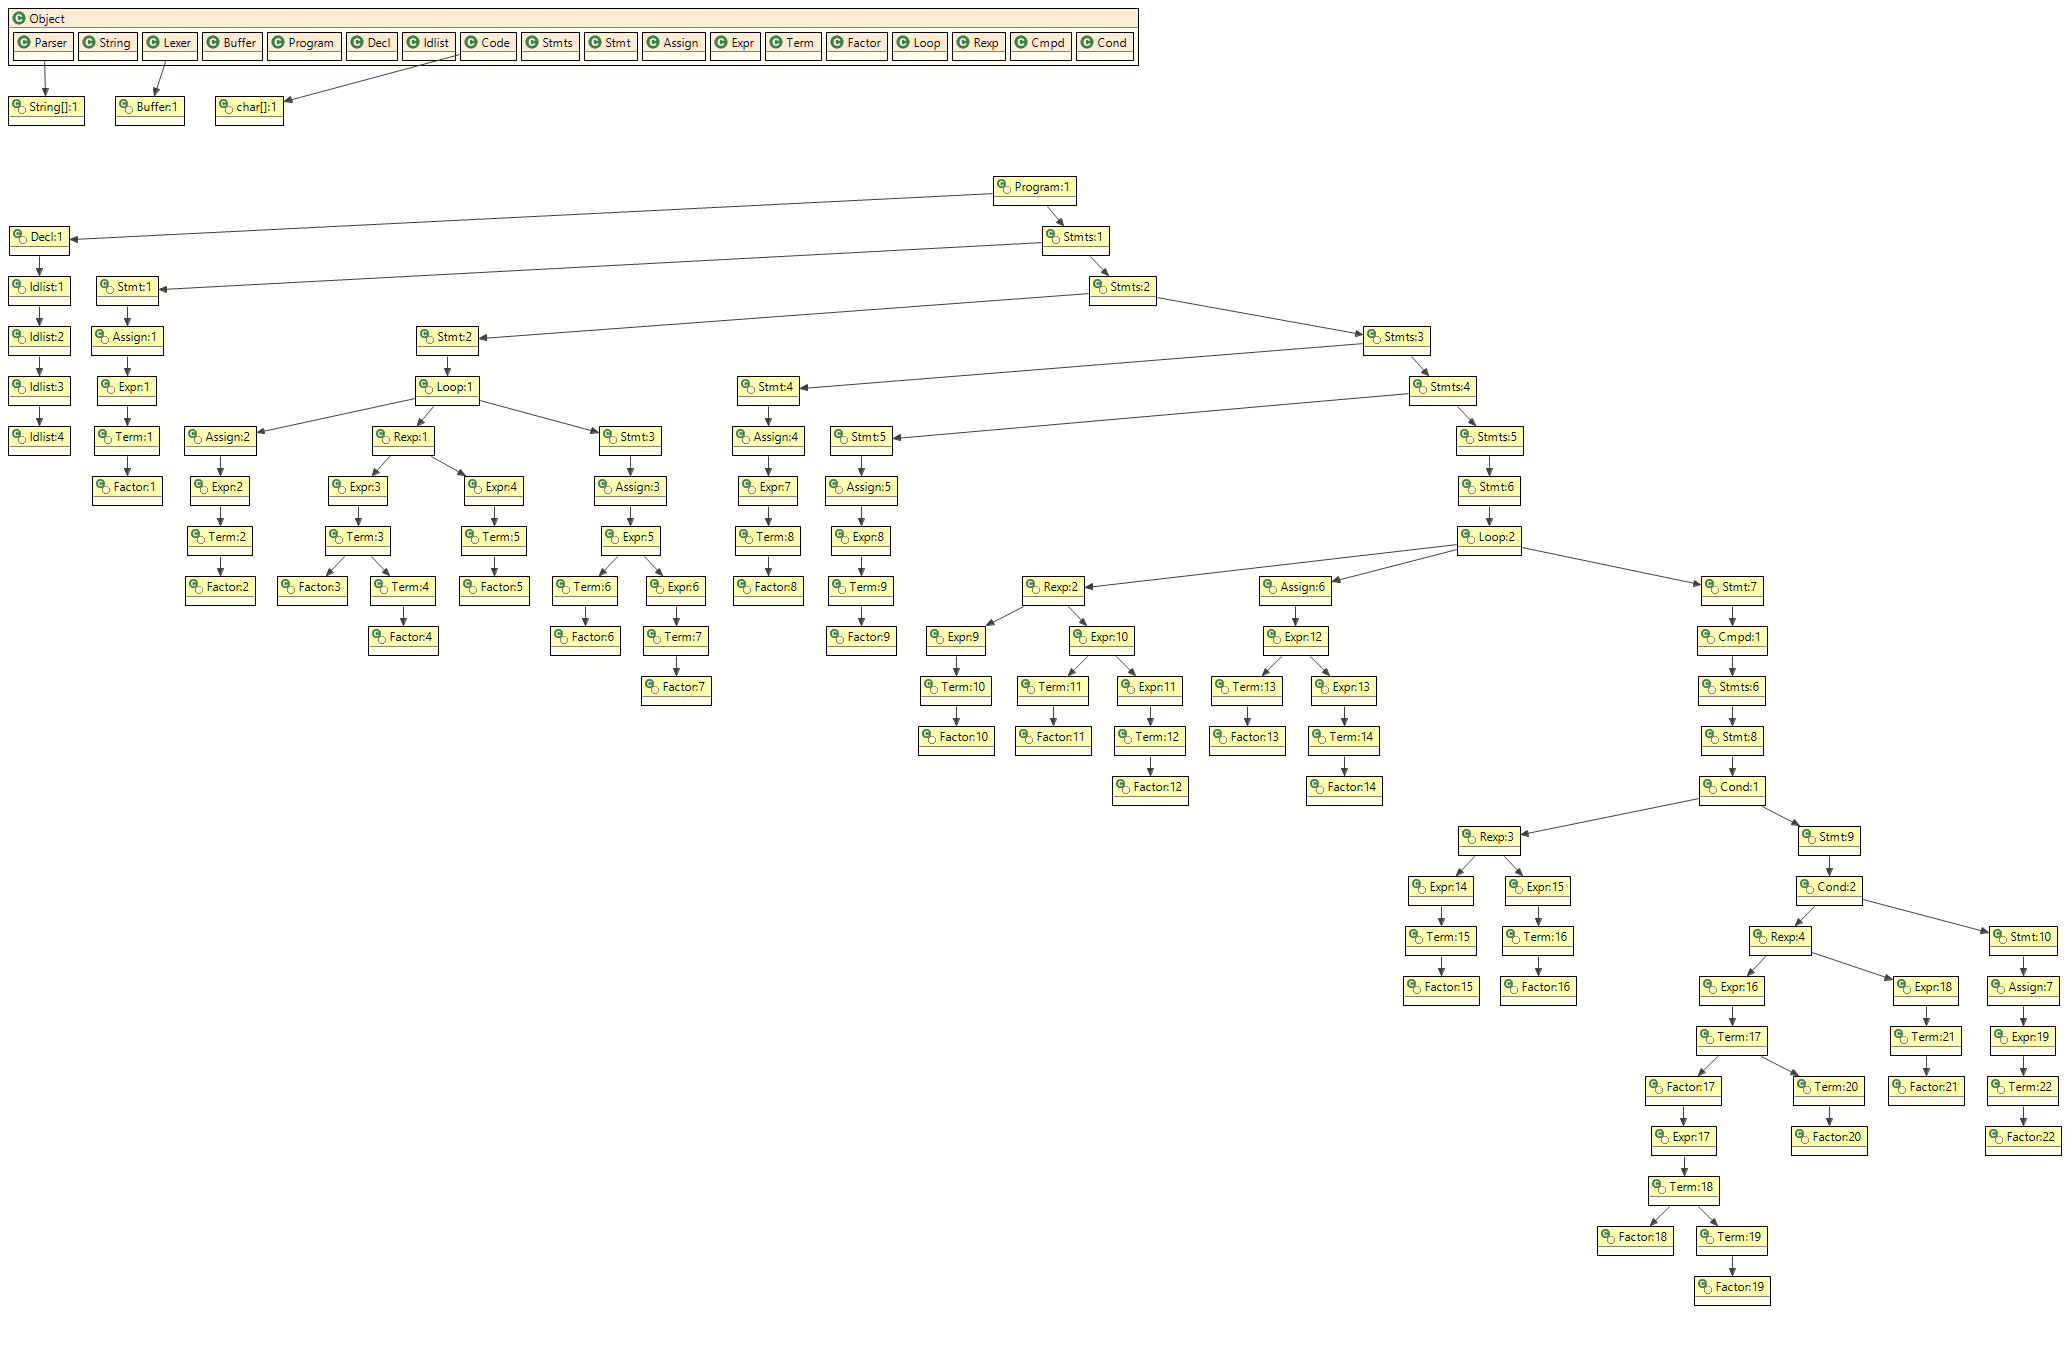 Object
Parser String Lexer Buffer Program Decl Idlist Code Stmts Stmt Assign Expr Term Factor Loop Rexp Cmpd Cond
String[]:1 Buffer:1 char[]:1
Program:1
Decl:1 Stmts:1
Idlist:1 Stmt:1 Stmts:2
Idlist:2 Assign:1 Stmt:2 Stmts:3
Idlist:3 Expr:1 Loop:1 Stmt:4 Stmts:4
Idlist:4 Term:1 Assign:2 Rexp:1 Stmt:3 Assign:4 Stmt:5 Stmts:5
Factor:1 Expr:2 Expr:3 Expr:4 Assign:3 Expr:7 Assign:5 Stmt:6
Term:2 Term:3 Term:5 Expr:5 Term:8 Expr:8 Loop:2
Factor:2 Factor:3 Term:4 Factor:5 Term:6 Expr:6 Factor:8 Term:9 Rexp:2 Assign:6 Stmt:7
Factor:4 Factor:6 Term:7 Factor:9 Expr:9 Expr:10 Expr:12 Cmpd:1
Factor:7 Term:10 Term:11 Expr:11 Term:13 Expr:13 Stmts:6
Factor:10 Factor:11 Term:12 Factor:13 Term:14 Stmt:8
Factor:12 Factor:14 Cond:1
Rexp:3 Stmt:9
Expr:14 Expr:15 Cond:2
Term:15 Term:16 Rexp:4 Stmt:10
Factor:15 Factor:16 Expr:16 Expr:18 Assign:7
Term:17 Term:21 Expr:19
Factor:17 Term:20 Factor:21 Term:22
Expr:17 Factor:20 Factor:22
Term:18
Factor:18 Term:19
Factor:19